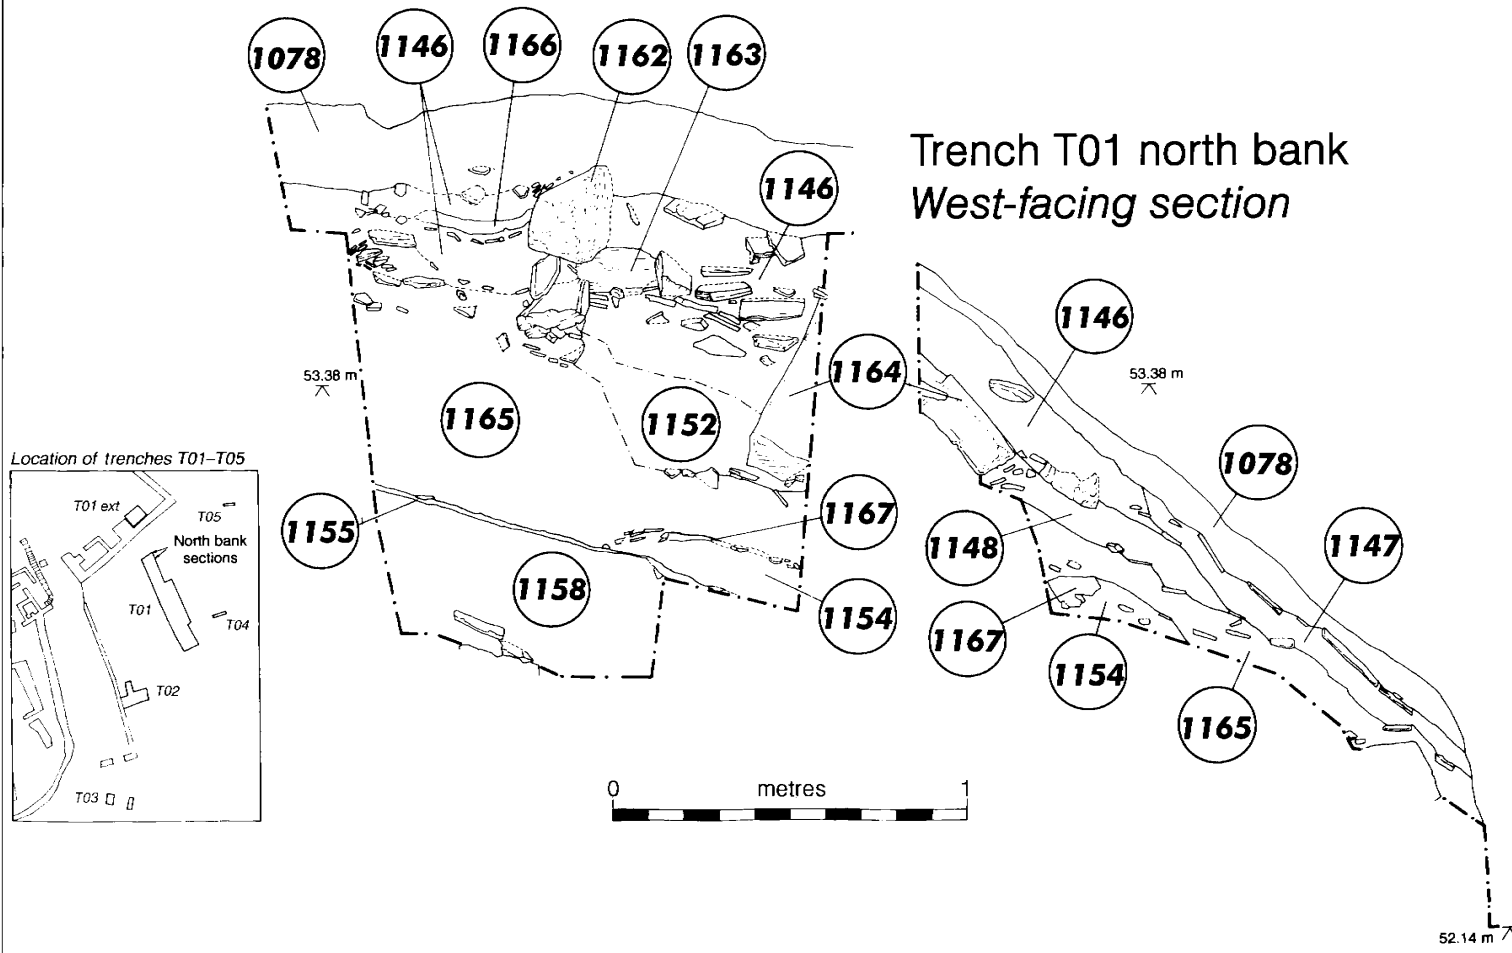 1078
1146
1166
1162
1163
1146
Trench T01 north bank
West-facing section
1146
53.38 m
1164
53.38 m
1165
1152
1078
Location of trenches T01–T05
T01 ext
T05
North bank
sections
T01
T04
T02
T03
1155
1167
1158
1154
1148
1147
1167
1154
1165
0
metres
1
52.14 m